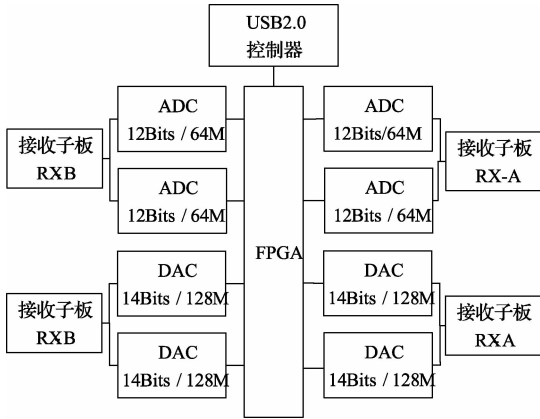 USB2.0
控制器
ADC
12Bits / 64M
ADC
12Bits/64M
接收子板
RXB
接收子板
RX-A
ADC
12Bits / 64M
ADC
12Bits / 64M
FPGA
DAC
14Bits / 128M
DAC
14Bits / 128M
接收子板
RXB
接收子板
RXA
DAC
14Bits / 128M
DAC
14Bits / 128M